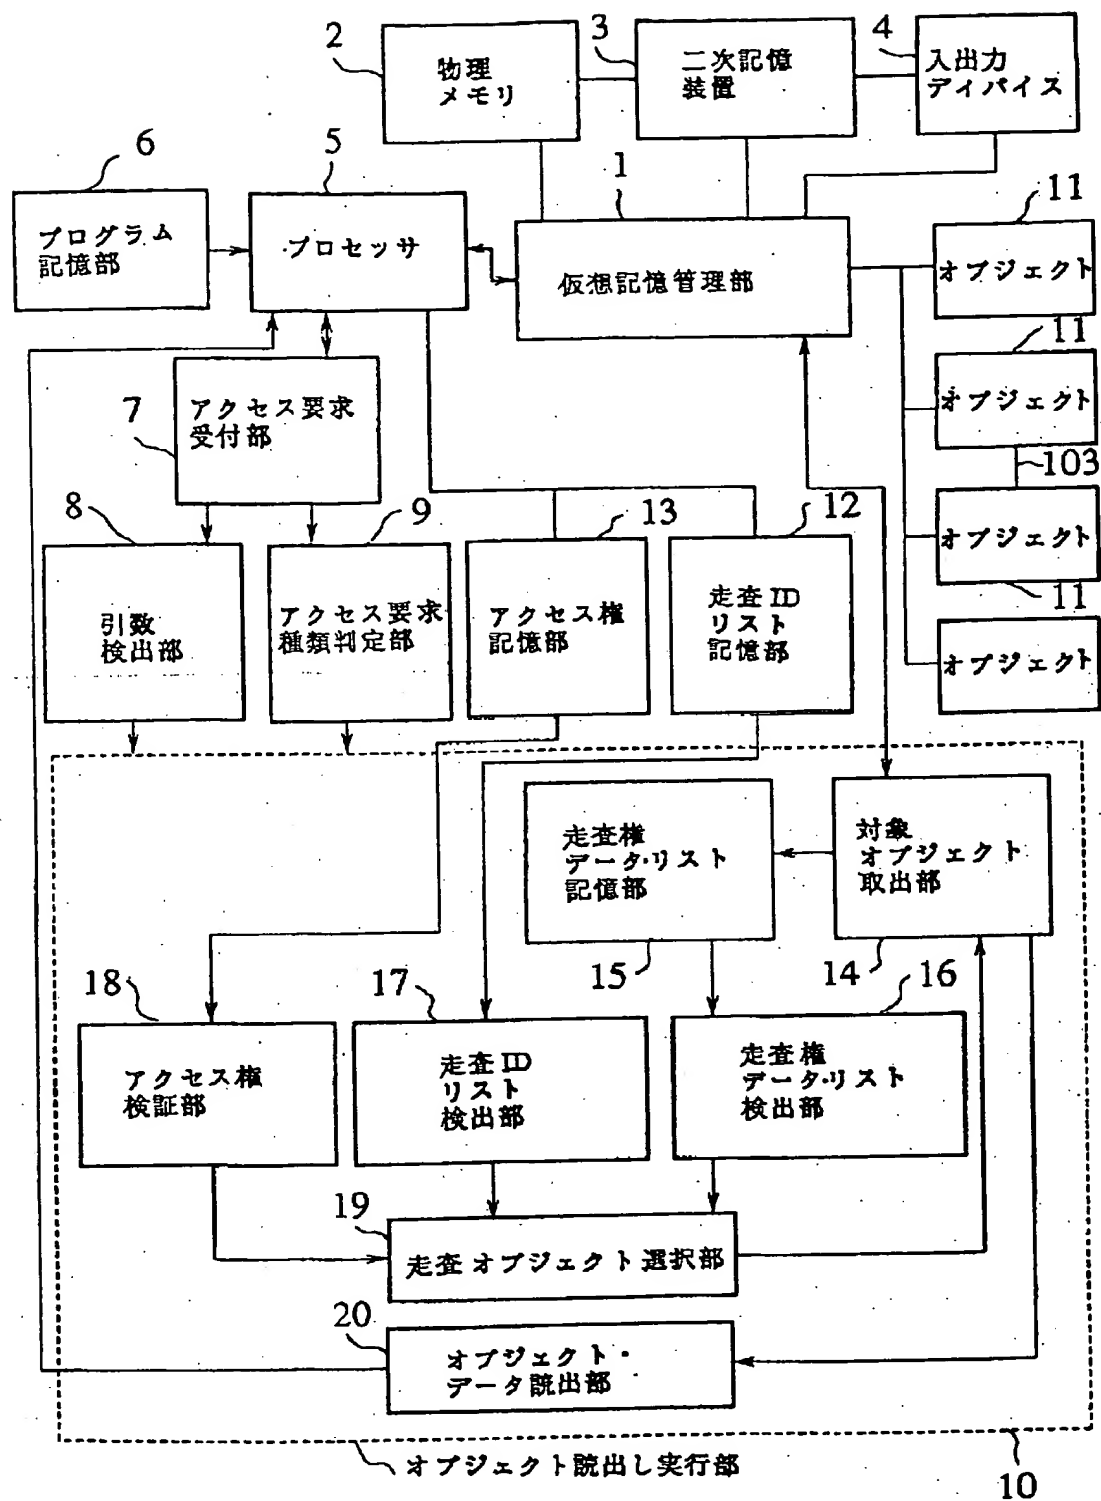 2
物理
メモリ
3
二次記憶
装置
4
入出力
ディバイス
6
プログラム
記憶部
5
プロセッサ
1
仮想記憶管理部
11
オブジェクト
11
オブジェクト
103
オブジェクト
11
オブジェクト
7
アクセス要求
受付部
8
引数
検出部
9
アクセス要求
種類判定部
13
アクセス権
記憶部
12
走査ID
リスト
記憶部
走査権
データ・リスト
記憶部
15
対象
オブジェクト
取出部
14
18
アクセス権
検証部
17
走査ID
リスト
検出部
16
走査権
データ・リスト
検出部
19
走査オブジェクト選択部
20
オブジェクト・
データ読出部
オブジェクト読出し実行部
10